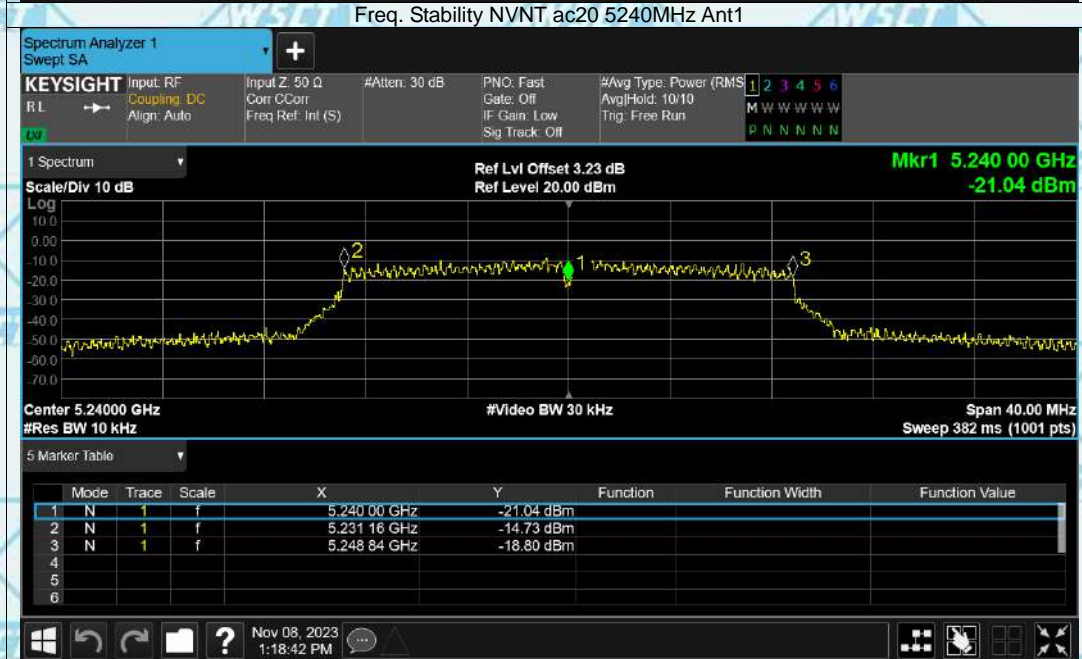 Freq. Stability NVNT ac20 5240MHz Ant1
Spectrum Analyzer 1
Swept SA
+
KEYSIGHT Input: RF Input Z: 50 Ω #Atten: 30 dB PNO: Fast #Avg Type: Power (RMS 1 2 3 4 5 6
RL Coupling: DC Corr CCorr Gate: Off Avg|Hold: 10/10 M W W W W W
Align: Auto Freq Ref: Int (S) IF Gain: Low Trig: Free Run
LXI Sig Track: Off P N N N N N
1 Spectrum Ref Lvl Offset 3.23 dB Mkr1 5.240 00 GHz
Scale/Div 10 dB Ref Level 20.00 dBm -21.04 dBm
Log
10.0
0.00
2
-10.0 1 3
-20.0
-30.0
-40.0
-50.0
-60.0
-70.0
Center 5.24000 GHz #Video BW 30 kHz Span 40.00 MHz
#Res BW 10 kHz Sweep 382 ms (1001 pts)
5 Marker Table
Mode Trace Scale X Y Function Function Width Function Value
1 N 1 f 5.240 00 GHz -21.04 dBm
2 N 1 f 5.231 16 GHz -14.73 dBm
3 N 1 f 5.248 84 GHz -18.80 dBm
4
5
6
? Nov 08, 2023
1:18:42 PM